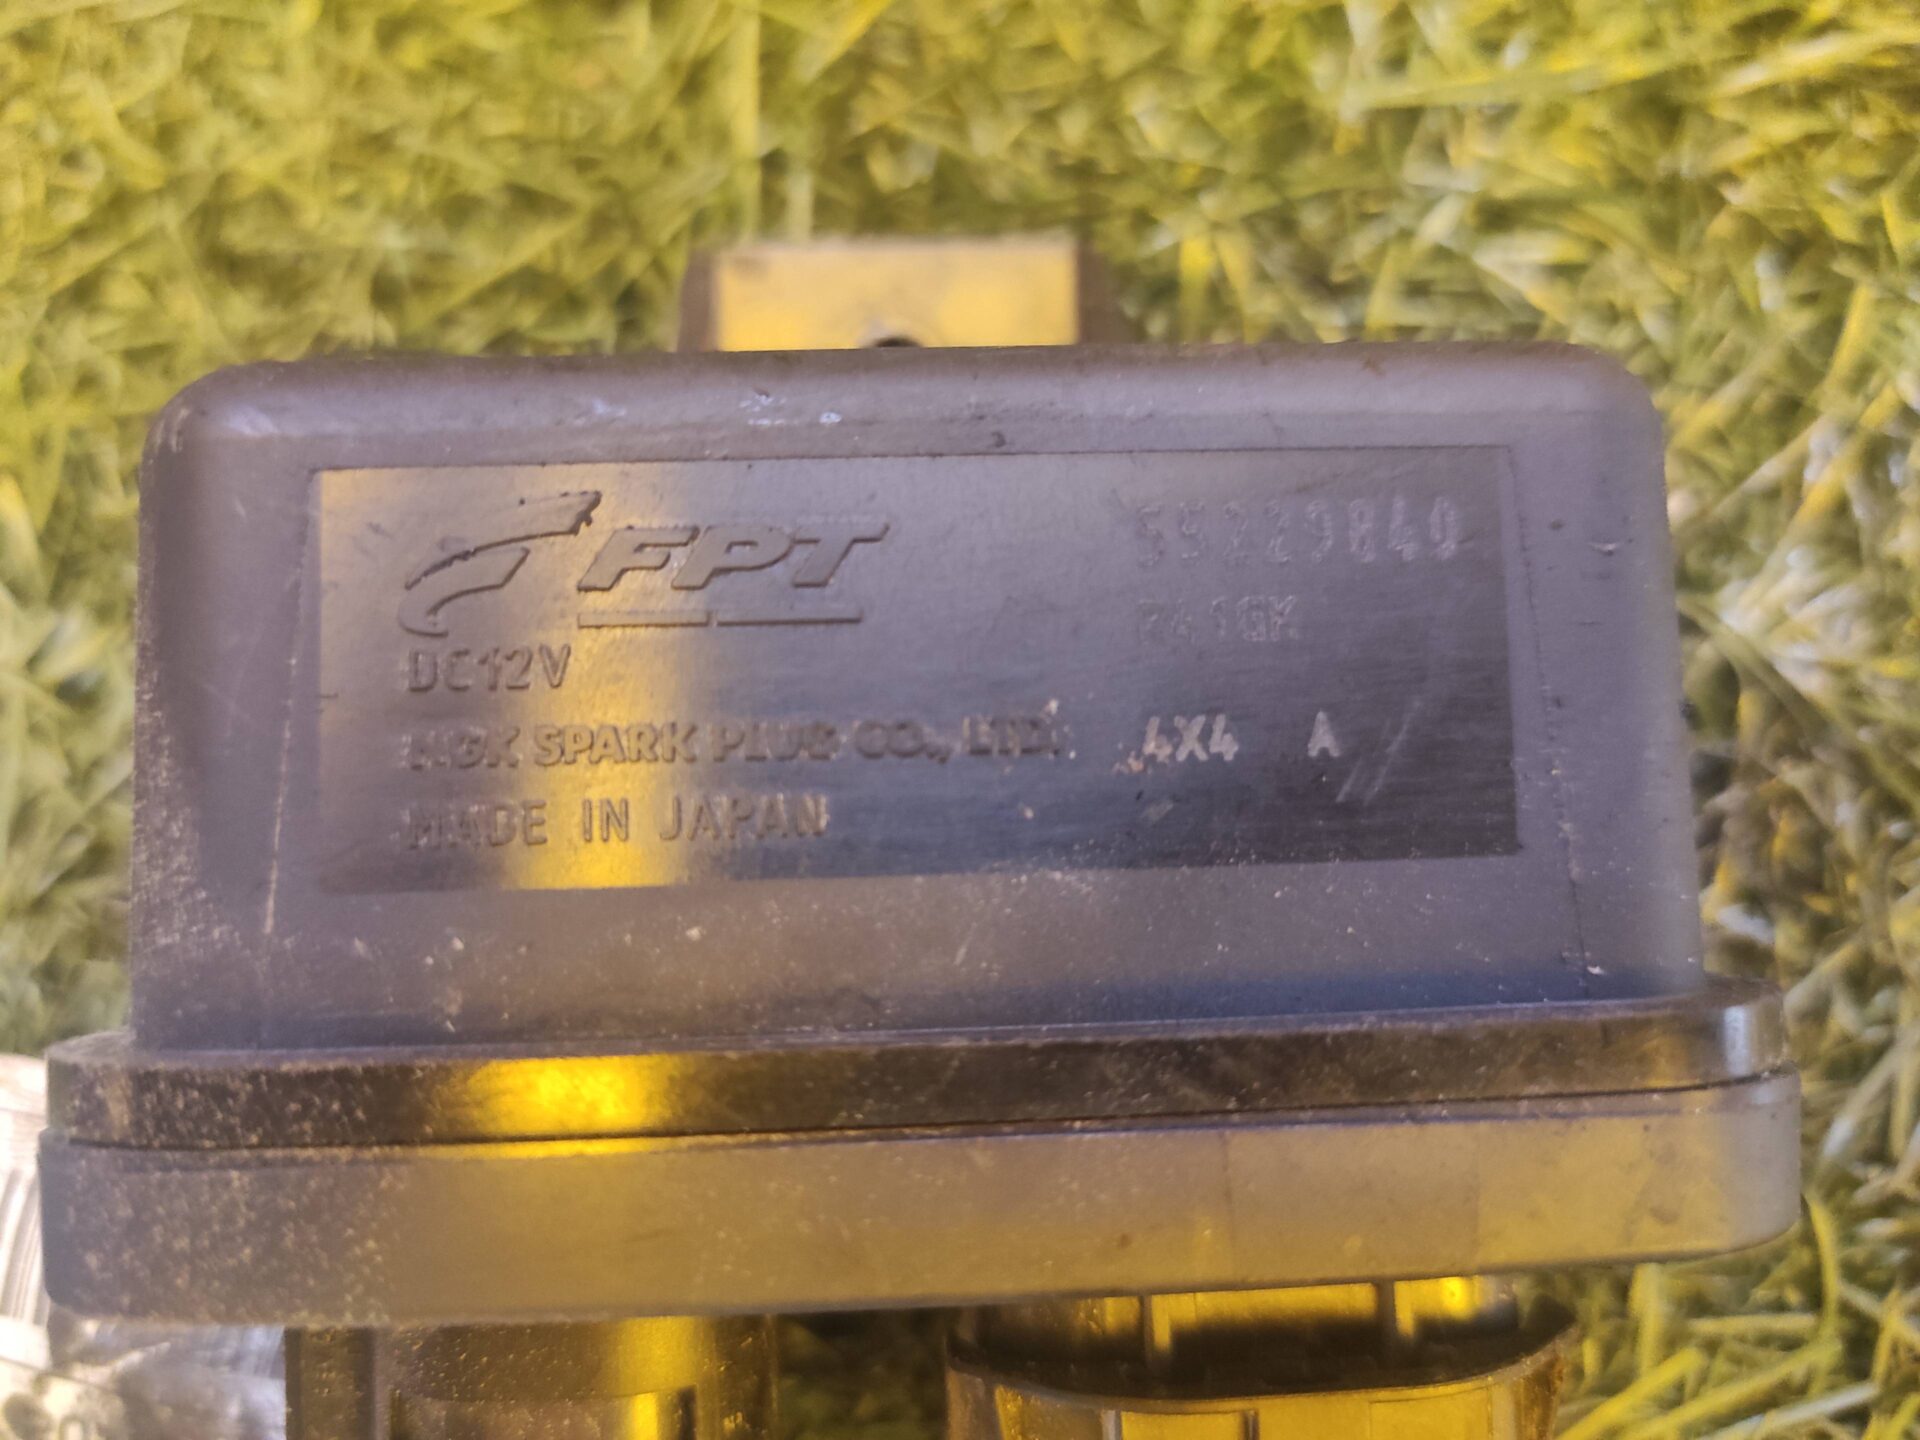 FPT
55229840
DC12V
NGK SPARK PLUG CO., LTD. 4X4 A
MADE IN JAPAN